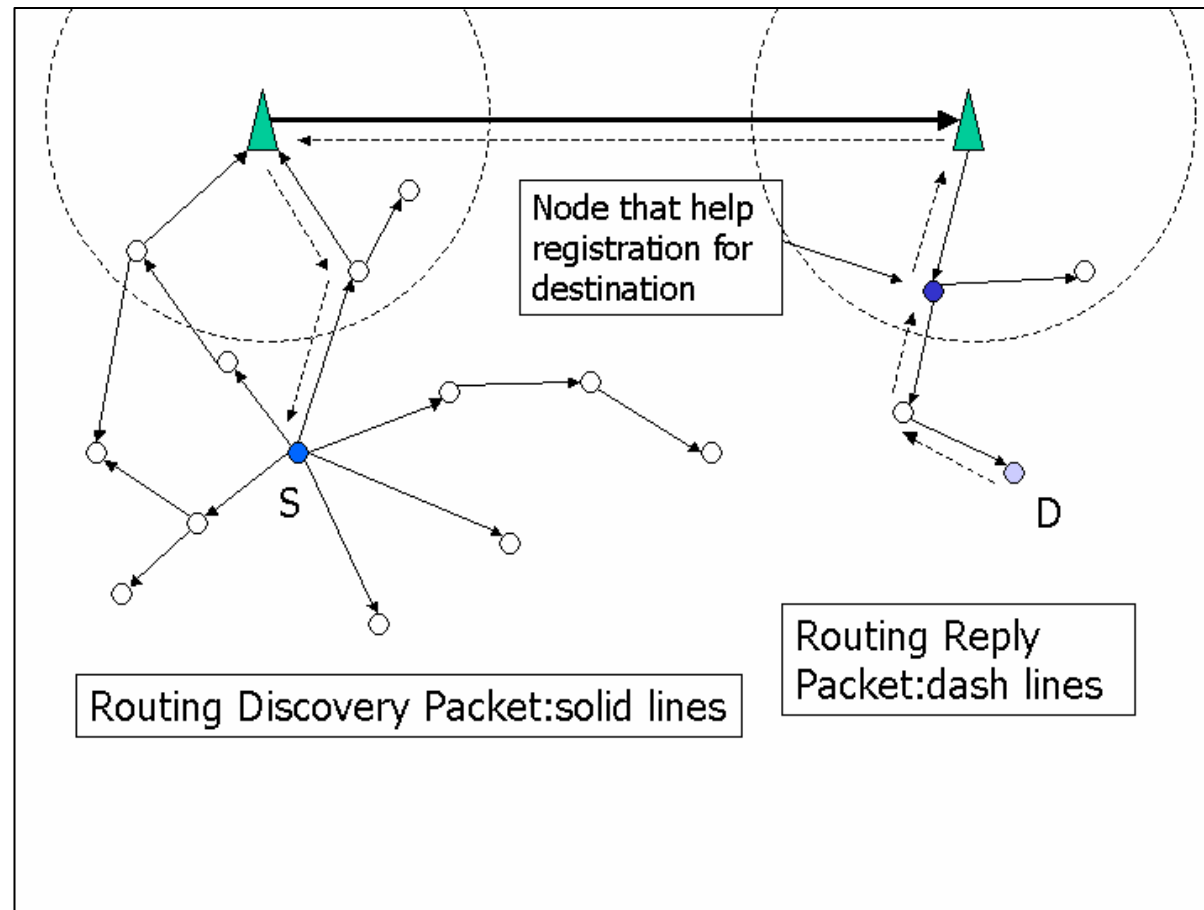 Node that help
registration for
destination
S
D
Routing Reply
Packet:dash lines
Routing Discovery Packet:solid lines